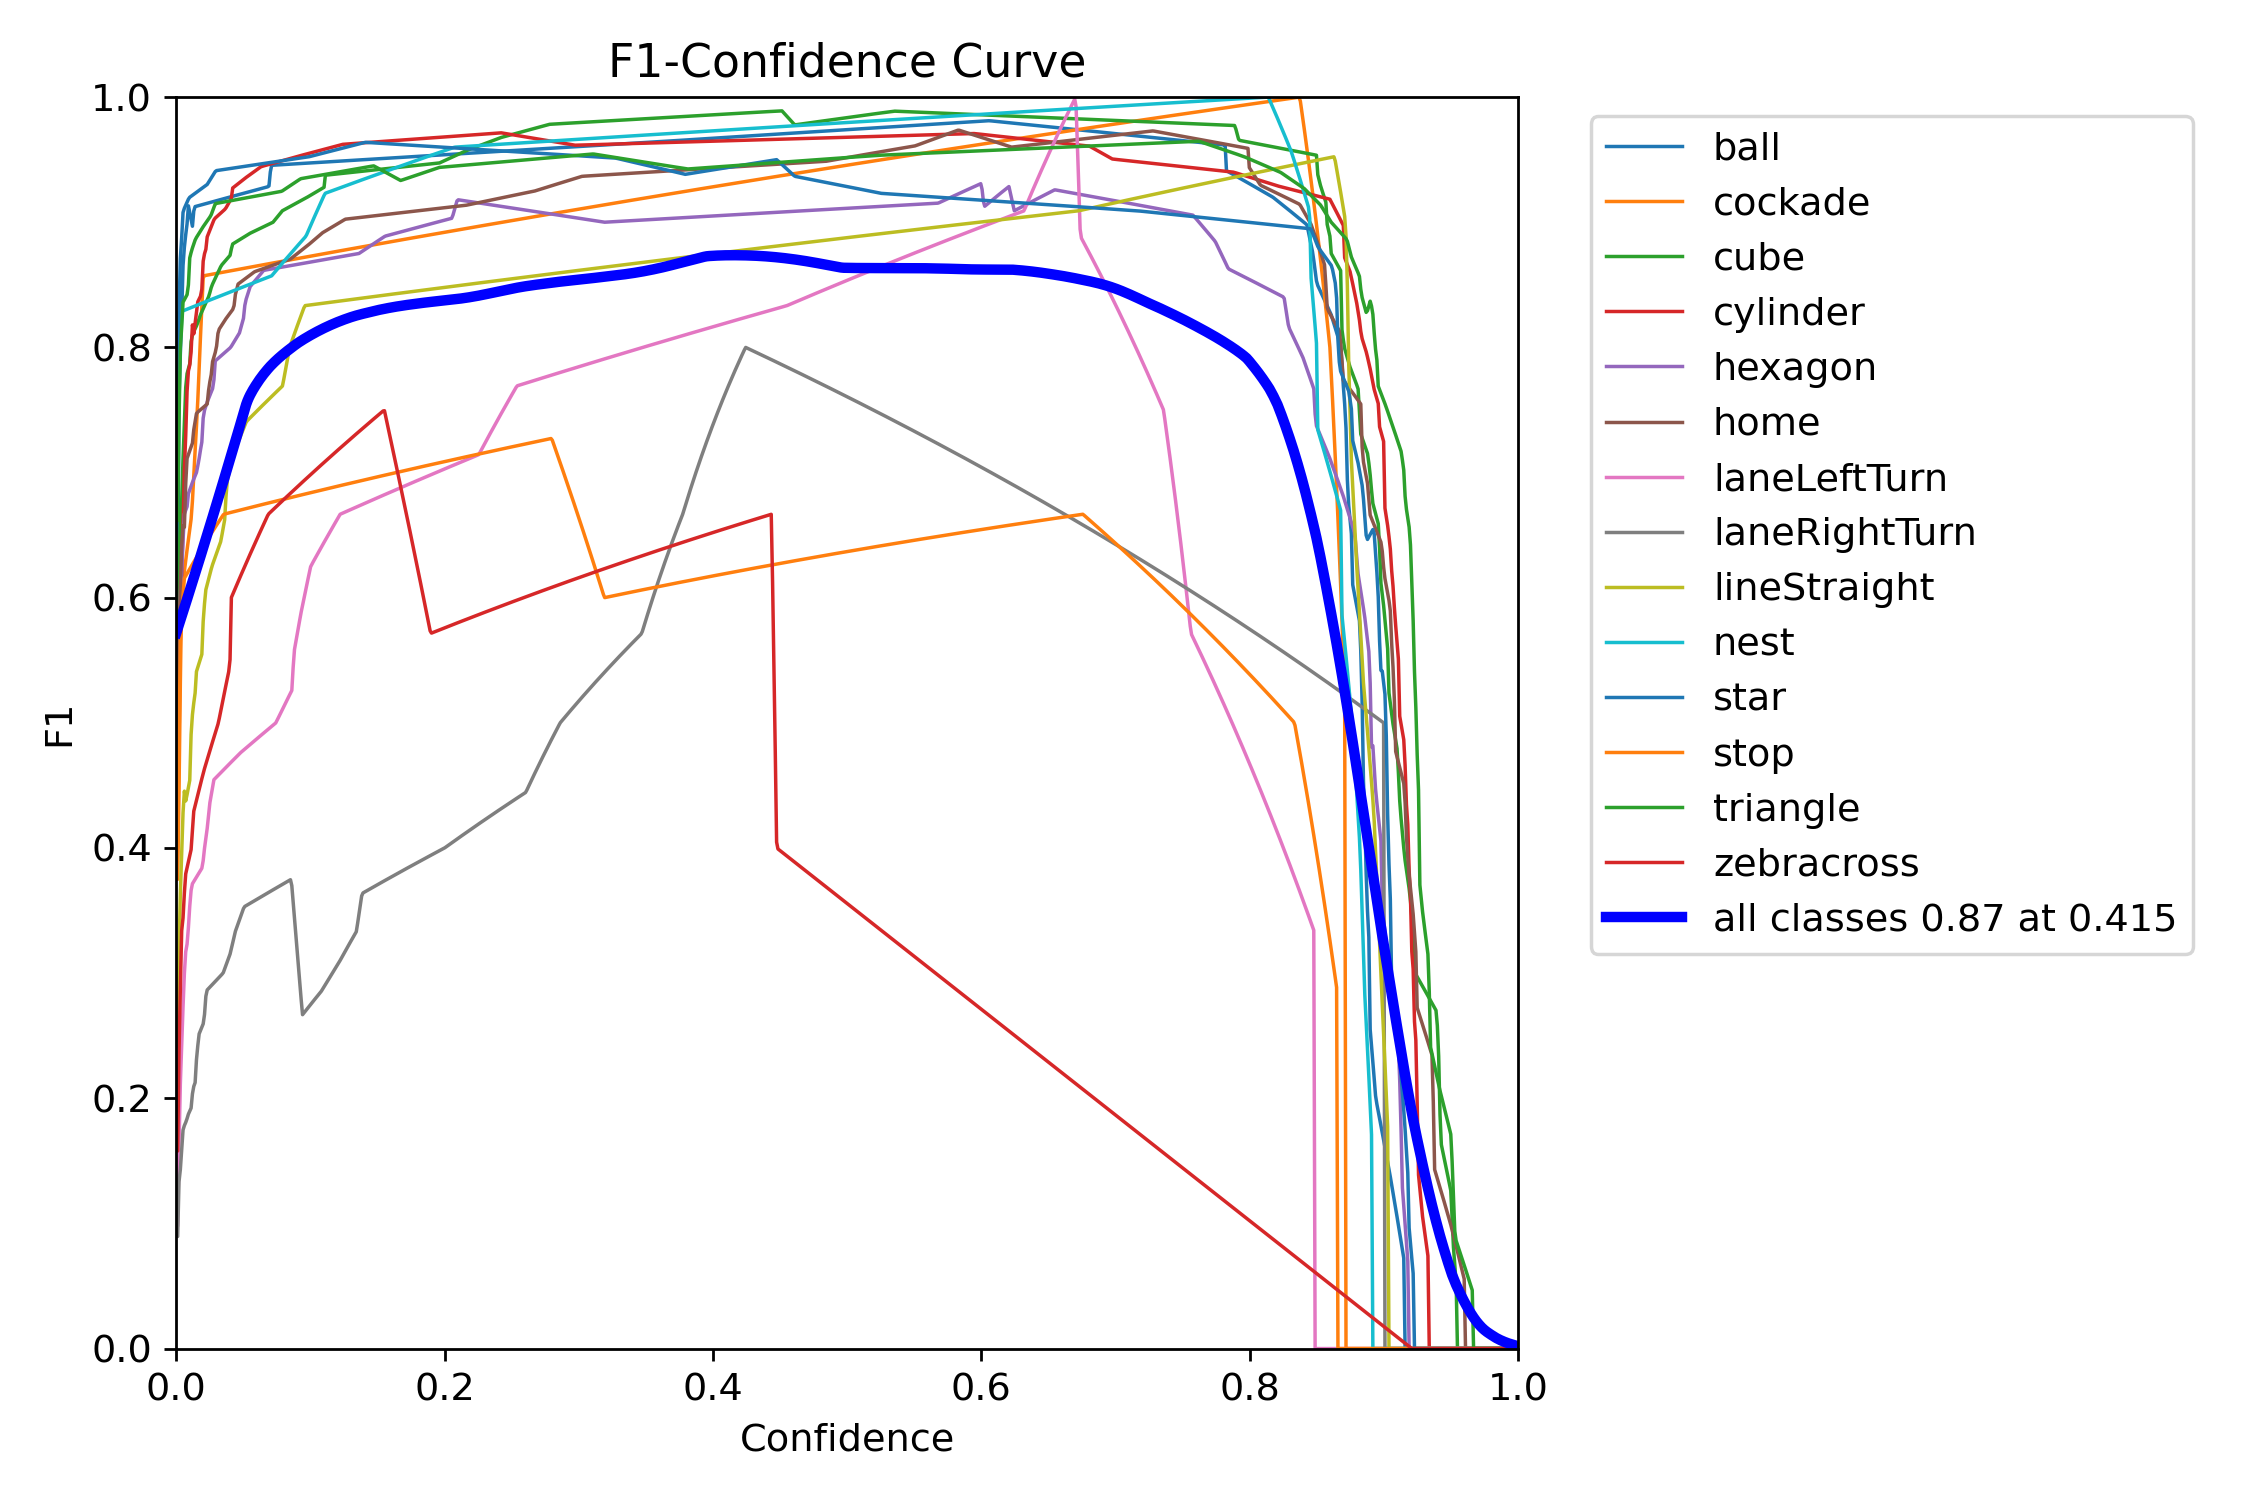 F1-Confidence Curve
1.0
0.8
0.6
0.4
0.2
0.0
F1
0.0 0.2 0.4 0.6 0.8 1.0
Confidence
ball
cockade
cube
cylinder
hexagon
home
laneLeftTurn
laneRightTurn
lineStraight
nest
star
stop
triangle
zebracross
all classes 0.87 at 0.415